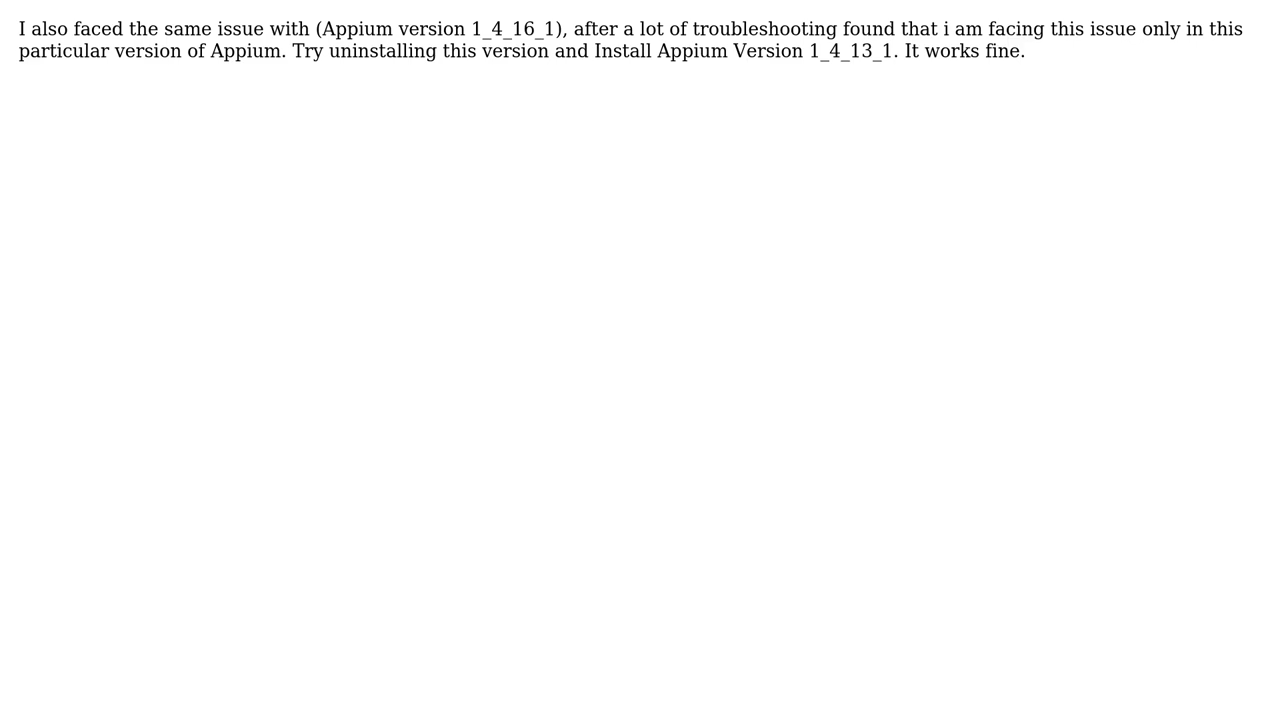 I also faced the same issue with (Appium version 1_4_16_1), after a lot of troubleshooting found that i am facing this issue only in this
particular version of Appium. Try uninstalling this version and Install Appium Version 1_4_13_1. It works fine.